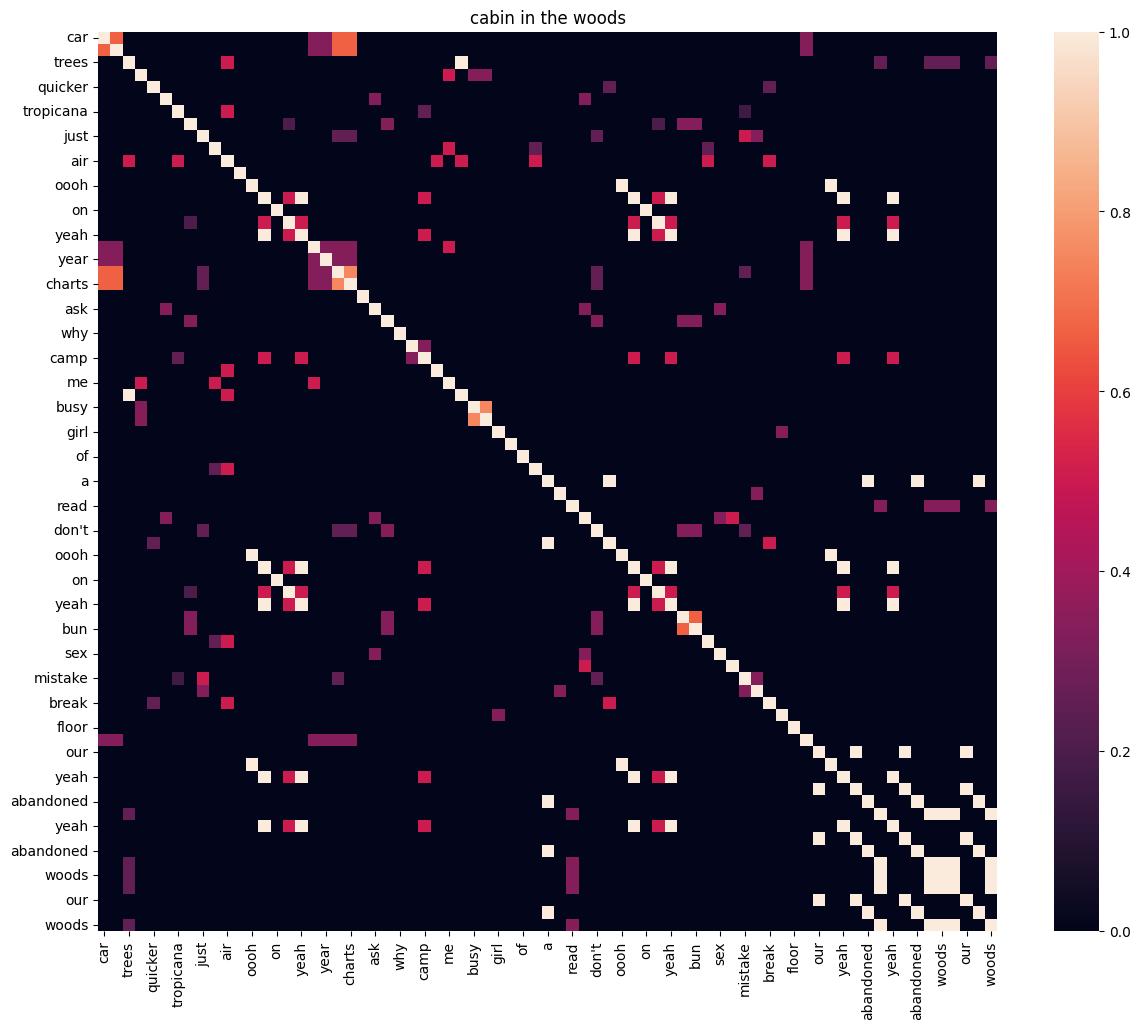 cabin in the woods
car
trees
quicker
tropicana
just
air
oooh
on
yeah
year
charts
ask
why
camp
me
busy
girl
of
a
read
don't
oooh
on
yeah
bun
sex
mistake
break
floor
our
yeah
abandoned
yeah
abandoned
woods
our
woods
car
trees
quicker
tropicana
just
air
oooh
on
yeah
year
charts
ask
why
camp
me
busy
girl
of
a
read
don't
oooh
on
yeah
bun
sex
mistake
break
floor
our
yeah
abandoned
yeah
abandoned
woods
our
woods
1.0
0.8
0.6
0.4
0.2
0.0